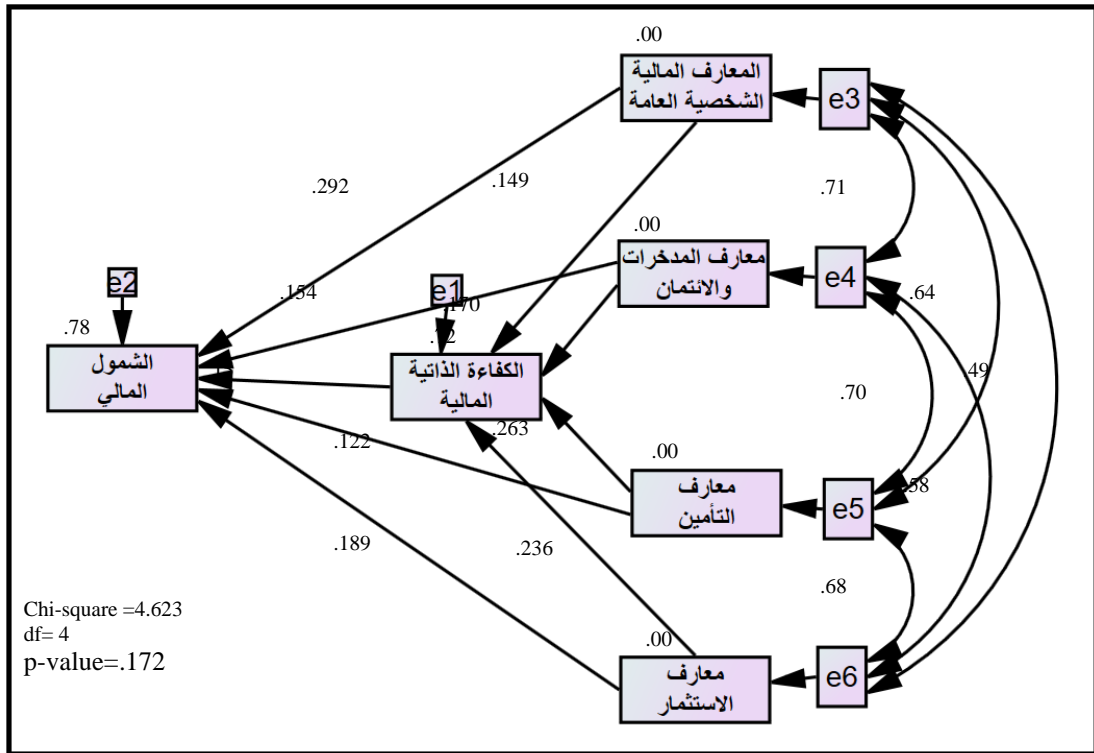 .00
المعارف المالية
الشخصية العامة
e3
.292
.149
.71
.00
معارف المدخرات
والائتمان
e4
e2
e1
.154
.170
.64
.78
الشمول
المالي
الكفاءة الذاتية
المالية
.49
.70
.122
.263
.00
معارف
التأمين
e5
.58
.189
.236
.68
Chi-square =4.623
df= 4
p-value=.172
.00
معارف
الاستثمار
e6